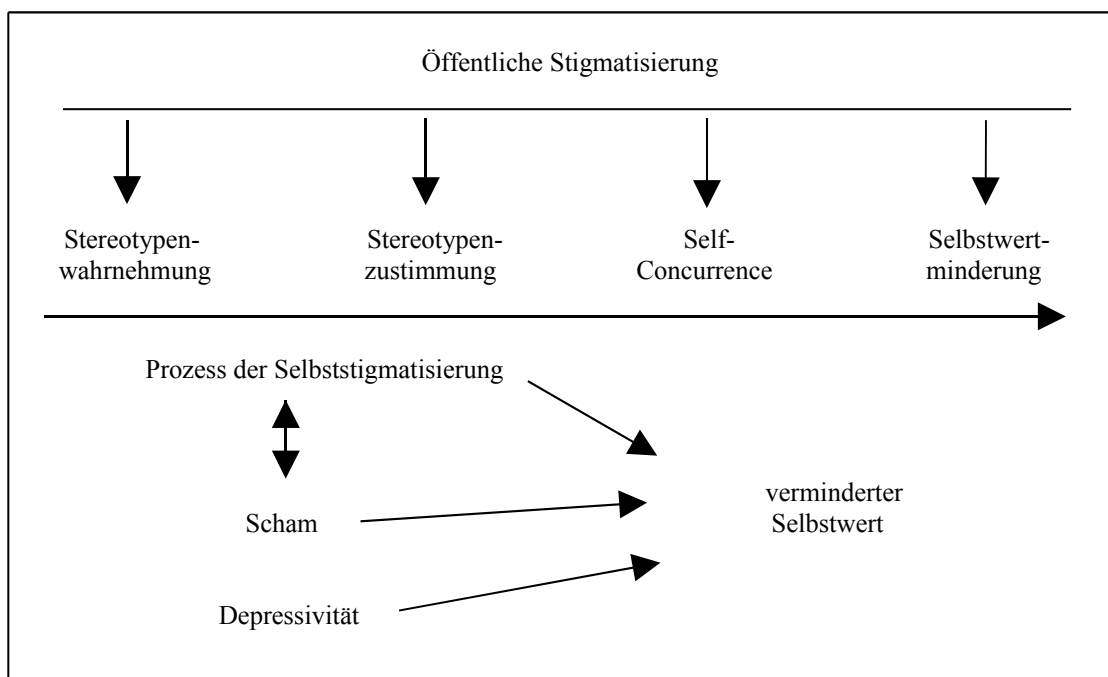 Öffentliche Stigmatisierung
Stereotypen-
wahrnehmung
Stereotypen-
zustimmung
Self-
Concurrence
Selbstwert-
minderung
Prozess der Selbststigmatisierung
verminderter
Selbstwert
Scham
Depressivität